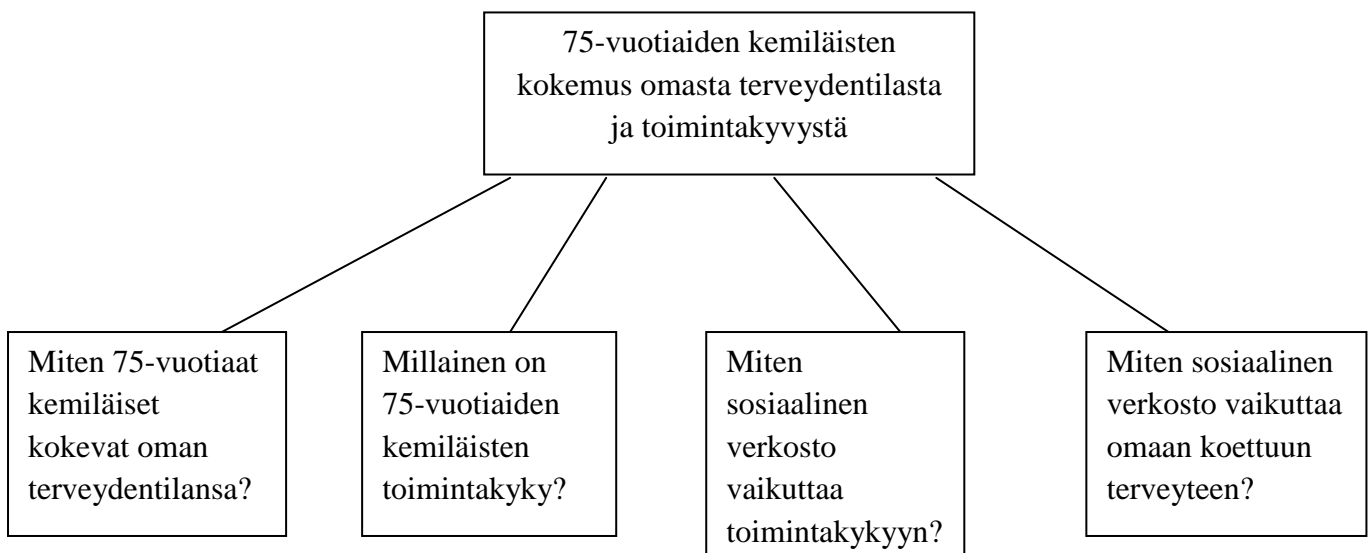 75-vuotiaiden kemiläisten
kokemus omasta terveydentilasta
ja toimintakyvystä
Miten 75-vuotiaat
kemiläiset
kokevat oman
terveydentilansa?
Millainen on
75-vuotiaiden
kemiläisten
toimintakyky?
Miten
sosiaalinen
verkosto
vaikuttaa
toimintakykyyn?
Miten sosiaalinen
verkosto vaikuttaa
omaan koettuun
terveyteen?